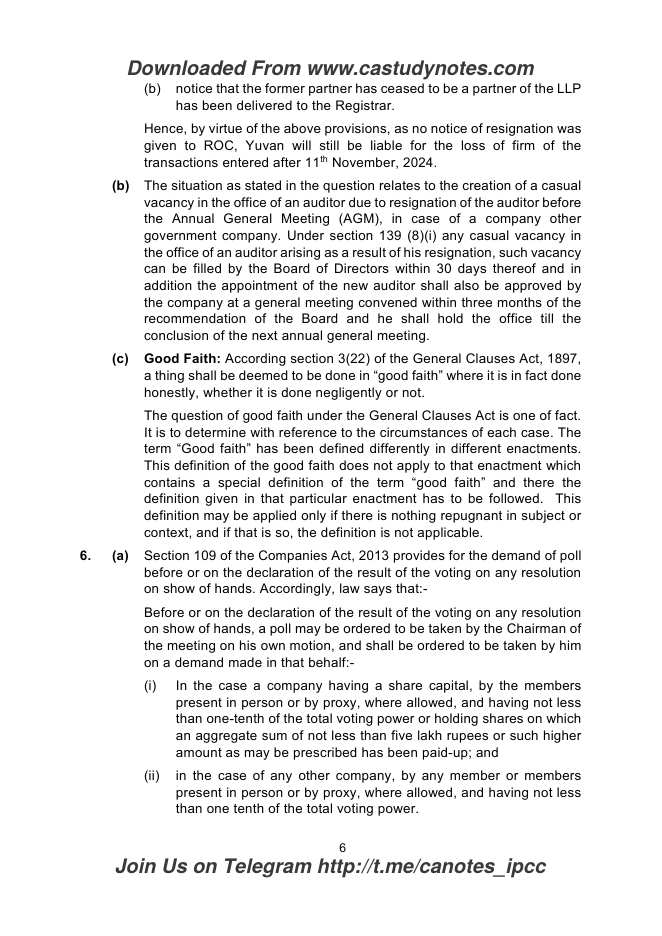 Downloaded From www.castudynotes.com
(b) notice that the former partner has ceased to be a partner of the LLP
has been delivered to the Registrar.
Hence, by virtue of the above provisions, as no notice of resignation was
given to ROC, Yuvan will still be liable for the loss of firm of the
transactions entered after 11th November, 2024.
(b) The situation as stated in the question relates to the creation of a casual
vacancy in the office of an auditor due to resignation of the auditor before
the Annual General Meeting (AGM), in case of a company other
government company. Under section 139 (8)(i) any casual vacancy in
the office of an auditor arising as a result of his resignation, such vacancy
can be filled by the Board of Directors within 30 days thereof and in
addition the appointment of the new auditor shall also be approved by
the company at a general meeting convened within three months of the
recommendation of the Board and he shall hold the office till the
conclusion of the next annual general meeting.
(c) Good Faith: According section 3(22) of the General Clauses Act, 1897,
a thing shall be deemed to be done in “good faith” where it is in fact done
honestly, whether it is done negligently or not.
The question of good faith under the General Clauses Act is one of fact.
It is to determine with reference to the circumstances of each case. The
term “Good faith” has been defined differently in different enactments.
This definition of the good faith does not apply to that enactment which
contains a special definition of the term “good faith” and there the
definition given in that particular enactment has to be followed. This
definition may be applied only if there is nothing repugnant in subject or
context, and if that is so, the definition is not applicable.
6. (a) Section 109 of the Companies Act, 2013 provides for the demand of poll
before or on the declaration of the result of the voting on any resolution
on show of hands. Accordingly, law says that:-
Before or on the declaration of the result of the voting on any resolution
on show of hands, a poll may be ordered to be taken by the Chairman of
the meeting on his own motion, and shall be ordered to be taken by him
on a demand made in that behalf:-
(i) In the case a company having a share capital, by the members
present in person or by proxy, where allowed, and having not less
than one-tenth of the total voting power or holding shares on which
an aggregate sum of not less than five lakh rupees or such higher
amount as may be prescribed has been paid-up; and
(ii) in the case of any other company, by any member or members
present in person or by proxy, where allowed, and having not less
than one tenth of the total voting power.
6
Join Us on Telegram http://t.me/canotes_ipcc